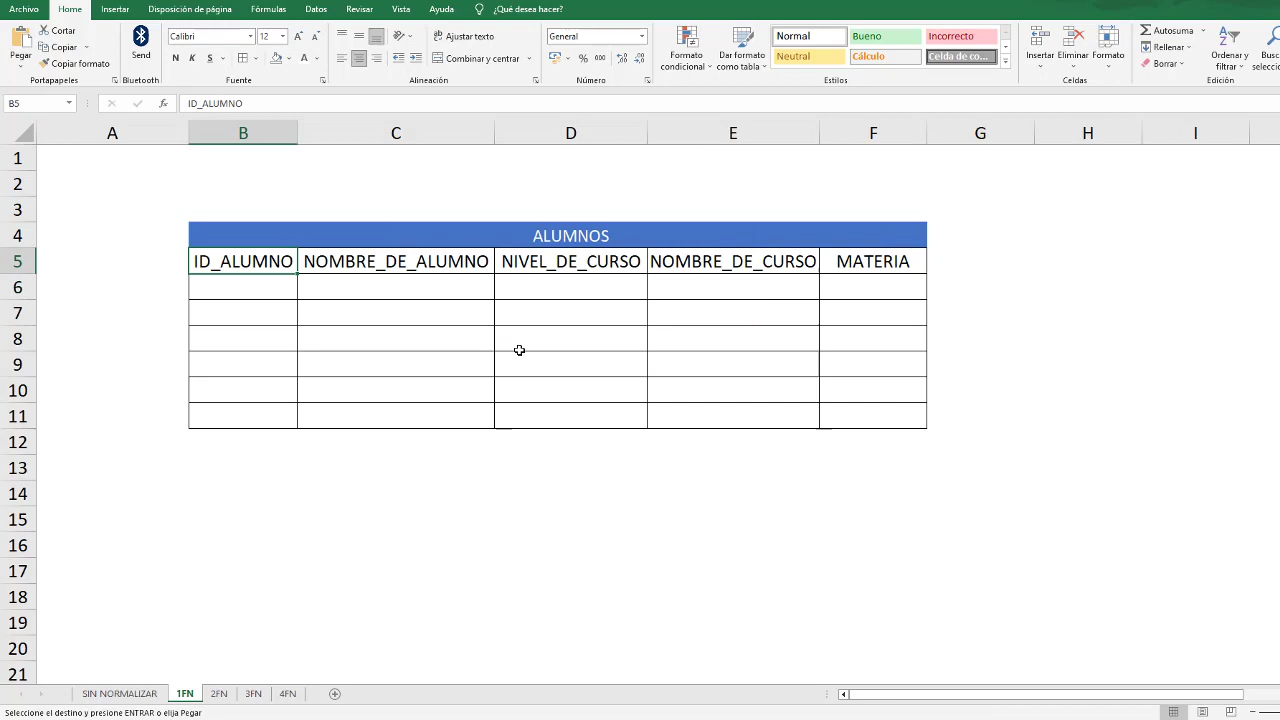 Archivo Home Insertar Disposición de página Fórmulas Datos Revisar Vista Ayuda ¿Qué desea hacer?
Pegar Cortar Copiar Copiar formato Portapapeles
Send Bluetooth
Calibri 12 N K S Fuente
Ajustar texto Combinar y centrar Alineación
General % 000 Número
Formato condicional Dar formato como tabla
Normal Bueno Incorrecto
Neutral Cálculo Celda de co...
Estilos
Insertar Eliminar Formato Celdas
Autosuma Rellenar Borrar Ordenar y filtrar Edición
B5 fx ID_ALUMNO
A B C D E F G H I
1
2
3
4 ALUMNOS
5 ID_ALUMNO NOMBRE_DE_ALUMNO NIVEL_DE_CURSO NOMBRE_DE_CURSO MATERIA
6
7
8
9
10
11
12
13
14
15
16
17
18
19
20
21
SIN NORMALIZAR 1FN 2FN 3FN 4FN
Seleccione el destino y presione ENTRAR o elija Pegar